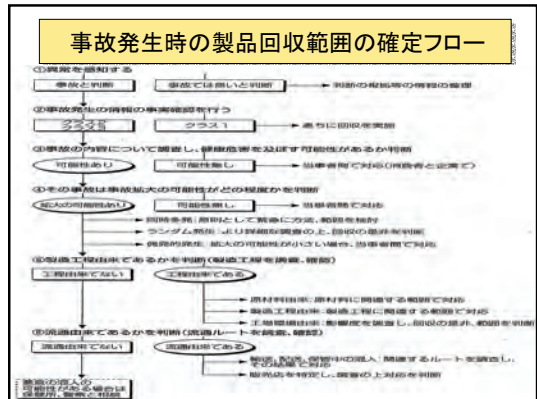 事故発生時の製品回収範囲の確定フロー
①異常を感知する
事故と判断 事故では無いと判断 判断の根拠等の情報の整理
②事故発生の情報の事実確認を行う
クラス1 直ちに回収を実施
③事故の内容について調査し、健康危害を及ぼす可能性があるか判断
可能性あり 可能性無し 当事者間で対応(消費者と企業で)
④その事故は事故拡大の可能性がどの程度かを判断
拡大の可能性あり 可能性無し 当事者間で対応
同時多発:原則として緊急に方法、範囲を検討
ランダム発生:より詳細な調査の上、回収の是非を判断
偶発的発生:拡大の可能性が小さい場合、当事者間で対応
製造工程由来であるかを判断(製造工程を調査、確認)
工程由来でない 工程由来である
原材料由来:原材料に関連する範囲で対応
製造工程由来:製造工程に関連する範囲で対応
工場環境由来:影響度を調査し、回収の是非、範囲を判断
流通由来であるかを判断(流通ルートを調査、確認)
流通由来でない 流通由来である
輸送、配送、保管中の混入:関連するルートを調査し、
その結果で対応
販売店を特定し、調査の上対応を判断
の混入の
可能性がある場合は
保健所、警察と相談